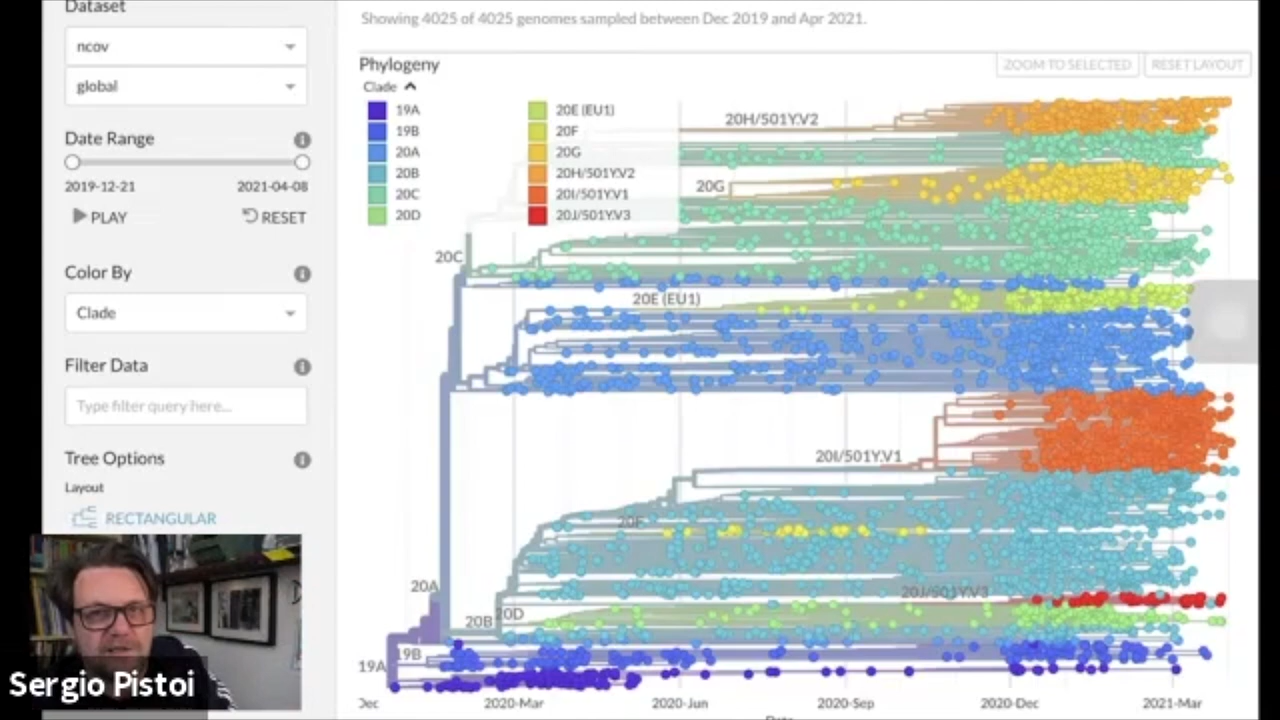 Dataset
Showing 4025 of 4025 genomes sampled between Dec 2019 and Apr 2021.
ncov
global
Phylogeny
ZOOM TO SELECTED
RESET LAYOUT
Clade
19A
19B
20A
20B
20C
20D
20E (EU1)
20F
20G
20H/501Y.V2
20I/501Y.V1
20J/501Y.V3
Date Range
2019-12-21
2021-04-08
PLAY
RESET
Color By
Clade
Filter Data
Type filter query here...
Tree Options
Layout
RECTANGULAR
20H/501Y.V2
20G
20C
20E (EU1)
20I/501Y.V1
20F
20J/501Y.V3
20A
20D
20B
19B
19A
Dec
2020-Mar
2020-Jun
2020-Sep
2020-Dec
2021-Mar
Sergio Pistoi